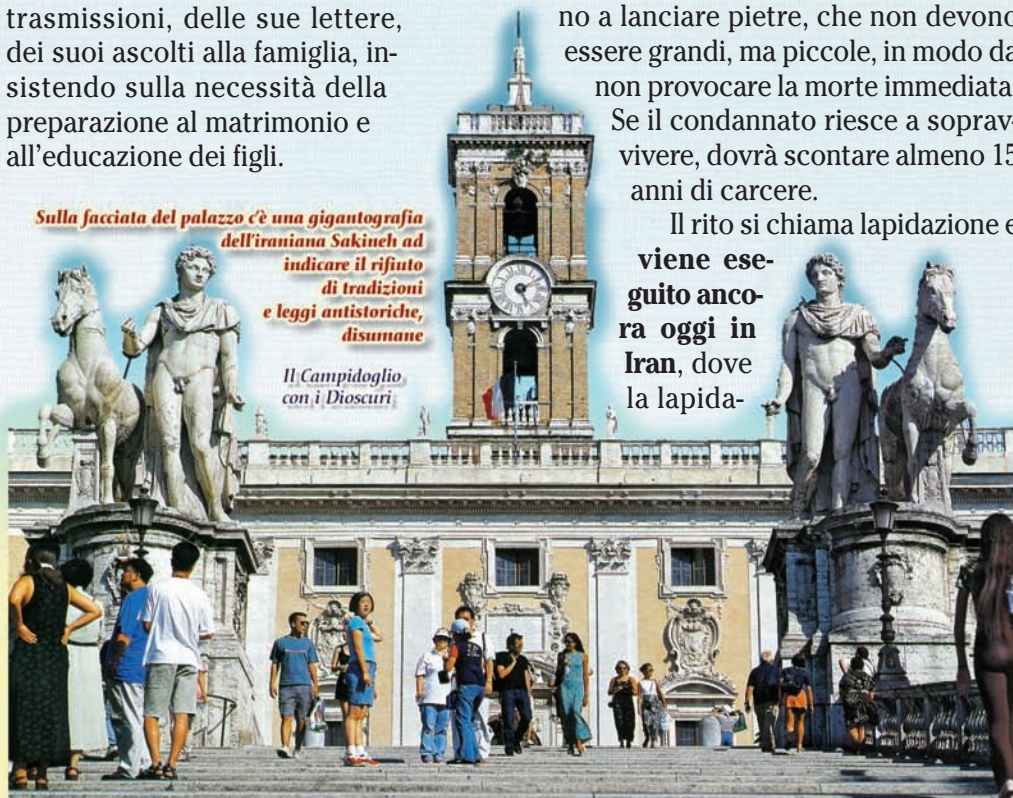 trasmissioni, delle sue lettere,
dei suoi ascolti alla famiglia, in-
sistendo sulla necessità della
preparazione al matrimonio e
all'educazione dei figli.
Sulla facciata del palazzo c'è una gigantografia
dell'iraniana Sakineh ad
indicare il rifiuto
di tradizioni
e leggi antistoriche,
disumane
Il Campidoglio
con i Dioscuri
no a lanciare pietre, che non devono
essere grandi, ma piccole, in modo da
non provocare la morte immediata
Se il condannato riesce a soprav-
vivere, dovrà scontare almeno 15
anni di carcere.
Il rito si chiama lapidazione e
viene ese-
guito anco-
ra oggi in
Iran, dove
la lapida-